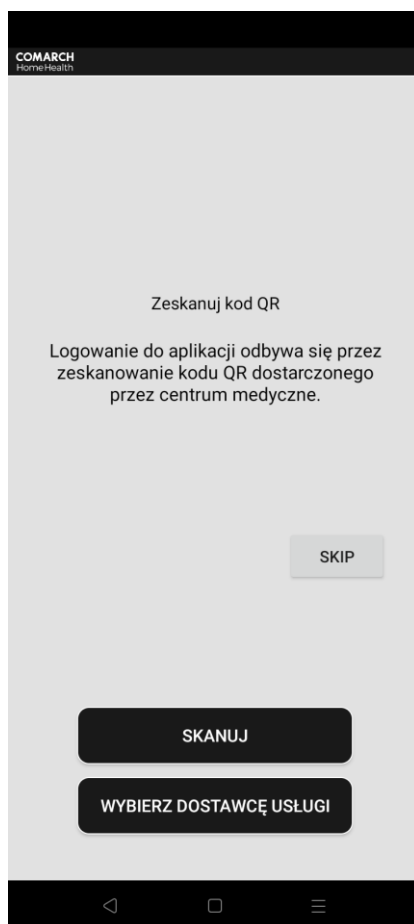 COMARCH
HomeHealth
Zeskanuj kod QR
Logowanie do aplikacji odbywa się przez
zeskanowanie kodu QR dostarczonego
przez centrum medyczne.
SKIP
SKANUJ
WYBIERZ DOSTAWCĘ USŁUGI